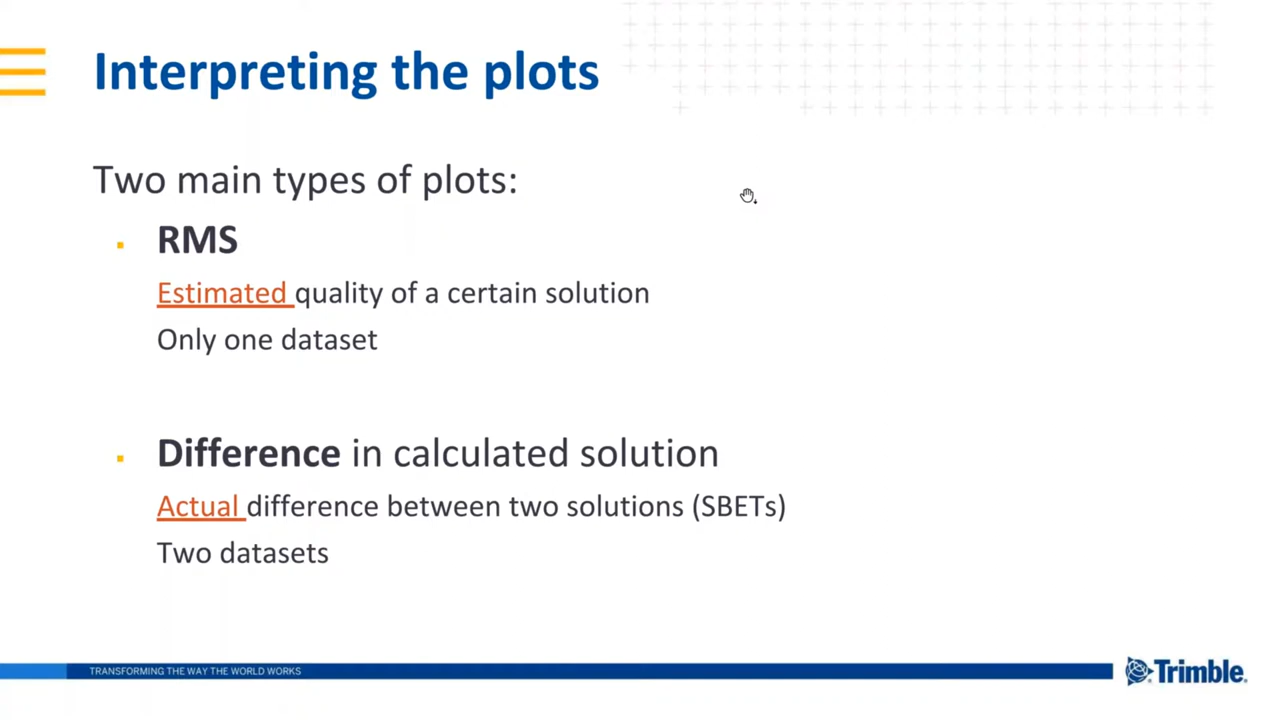 Interpreting the plots
Two main types of plots:
RMS
Estimated quality of a certain solution
Only one dataset
Difference in calculated solution
Actual difference between two solutions (SBETs)
Two datasets
TRANSFORMING THE WAY THE WORLD WORKS
Trimble